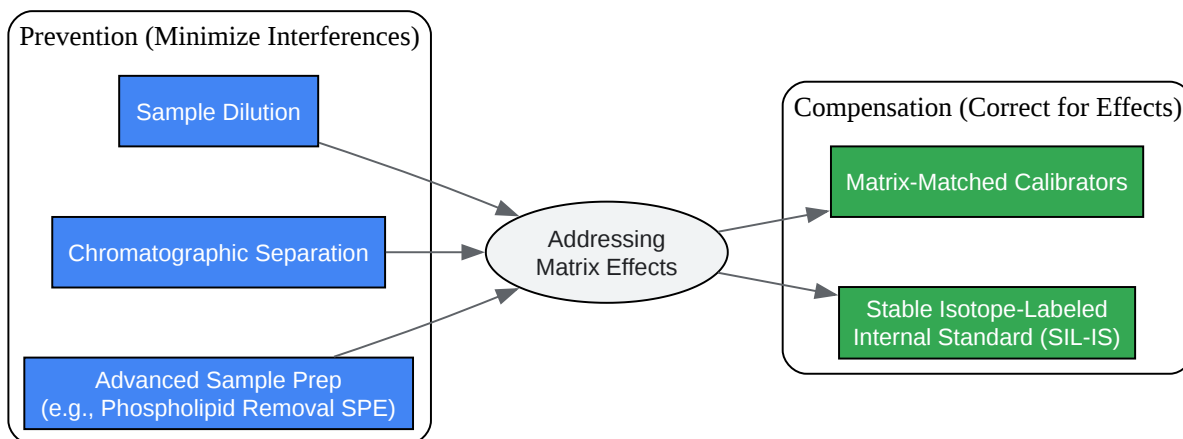 Prevention (Minimize Interferences)
Sample Dilution
Chromatographic Separation
Advanced Sample Prep
(e.g., Phospholipid Removal SPE)
Addressing
Matrix Effects
Compensation (Correct for Effects)
Matrix-Matched Calibrators
Stable Isotope-Labeled
Internal Standard (SIL-IS)